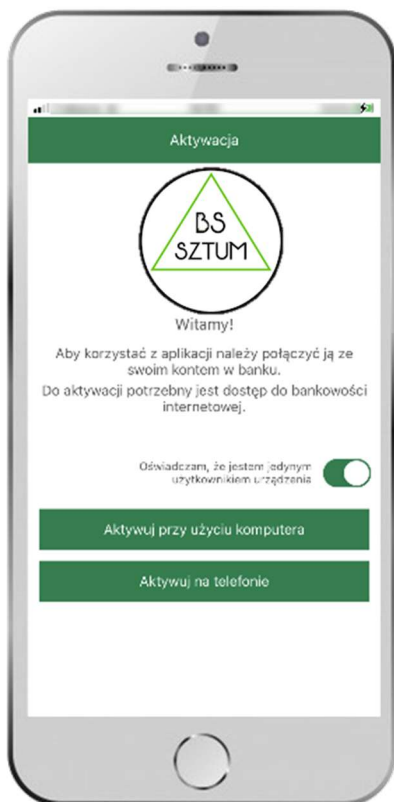 Aktywacja
BS
SZTUM
Witamy!
Aby korzystać z aplikacji należy połączyć ją ze
swoim kontem w banku.
Do aktywacji potrzebny jest dostęp do bankowości
internetowej.
Oświadczam, że jestem jedynym
użytkownikiem urządzenia
Aktywuj przy użyciu komputera
Aktywuj na telefonie